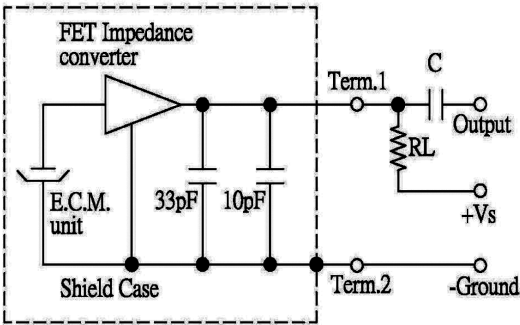 FET Impedance
converter
Term.1
C
Output
RL
+Vs
E.C.M.
unit
33pF
10pF
Shield Case
Term.2
-Ground